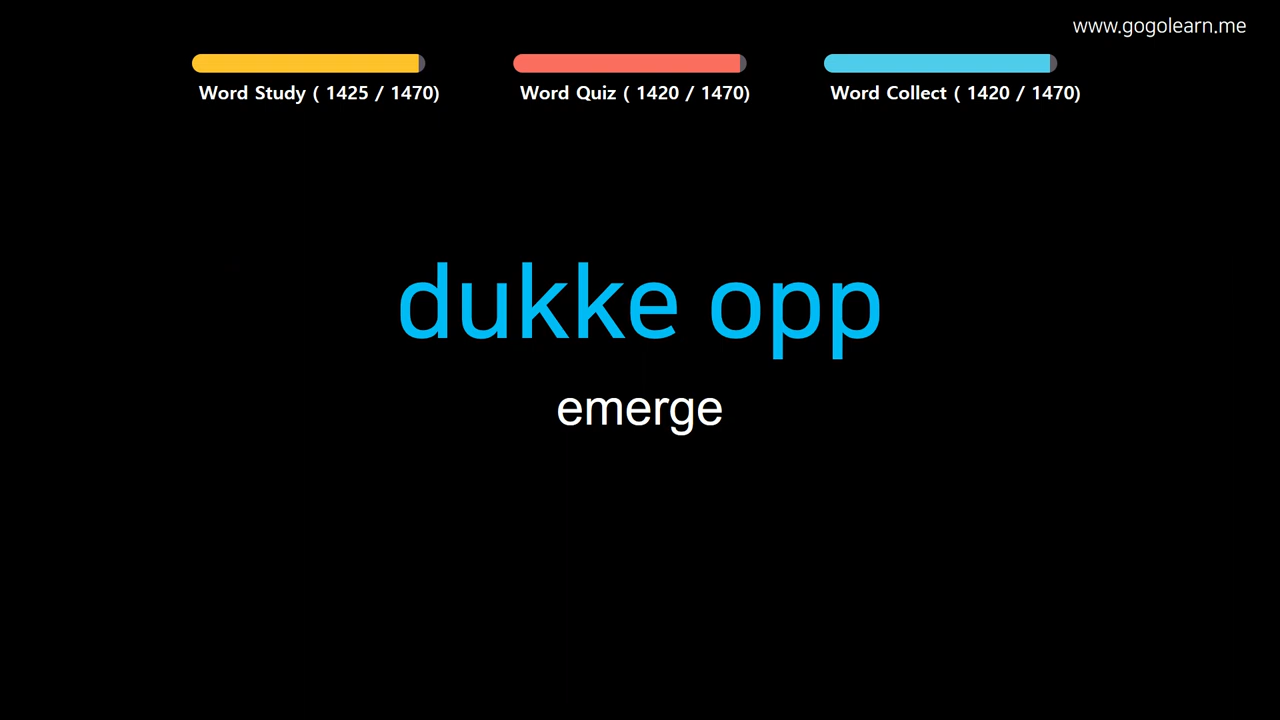 www.gogolearn.me
Word Study ( 1425 / 1470)
Word Quiz ( 1420 / 1470)
Word Collect ( 1420 / 1470)
dukke opp
emerge